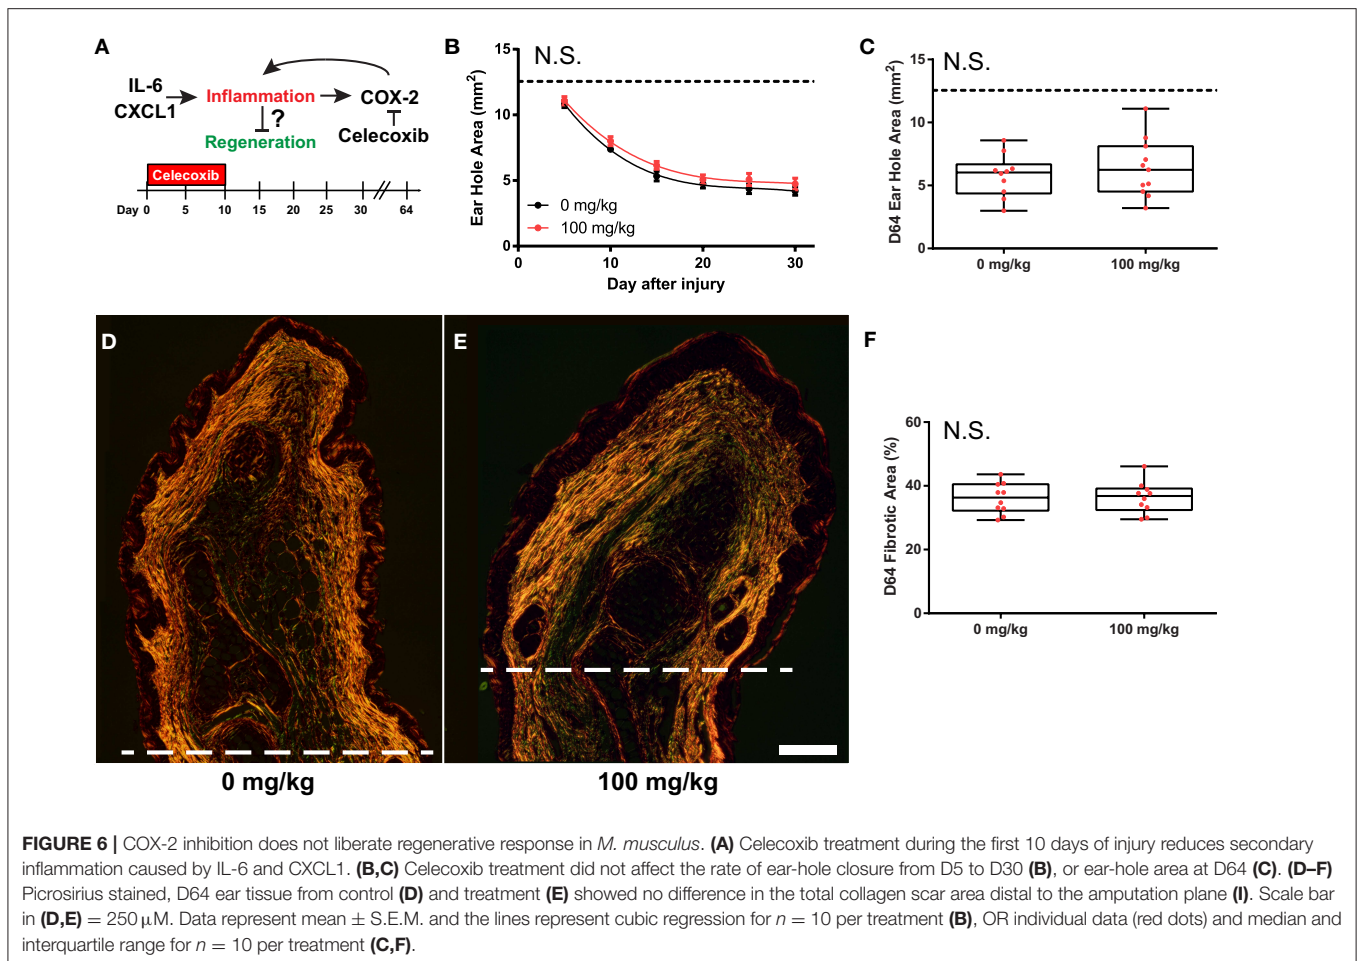 A
IL-6
CXCL1
Inflammation
COX-2
?
Regeneration
Celecoxib
Celecoxib
Day 0 5 10 15 20 25 30 64
B
N.S.
Ear Hole Area (mm²)
15
10
5
0
0 mg/kg
100 mg/kg
0 10 20 30
Day after injury
C
N.S.
D64 Ear Hole Area (mm²)
15
10
5
0
0 mg/kg 100 mg/kg
D
E
0 mg/kg 100 mg/kg
F
N.S.
D64 Fibrotic Area (%)
60
40
20
0
0 mg/kg 100 mg/kg
FIGURE 6 | COX-2 inhibition does not liberate regenerative response in M. musculus. (A) Celecoxib treatment during the first 10 days of injury reduces secondary
inflammation caused by IL-6 and CXCL1. (B,C) Celecoxib treatment did not affect the rate of ear-hole closure from D5 to D30 (B), or ear-hole area at D64 (C). (D–F)
Picrosirius stained, D64 ear tissue from control (D) and treatment (E) showed no difference in the total collagen scar area distal to the amputation plane (I). Scale bar
in (D,E) = 250 μM. Data represent mean ± S.E.M. and the lines represent cubic regression for n = 10 per treatment (B), OR individual data (red dots) and median and
interquartile range for n = 10 per treatment (C,F).